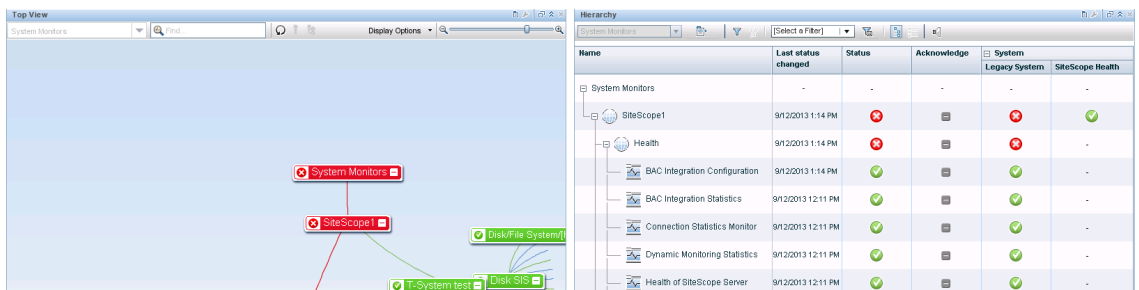 Top View
System Monitors
Find...
Display Options
System Monitors
SiteScope1
Disk/File System/[
T-System test
Disk SIS
Hierarchy
System Monitors
[Select a Filter]
Name
Last status changed
Status
Acknowledge
System
Legacy System
SiteScope Health
System Monitors - - - - -
SiteScope1 9/12/2013 1:14 PM
Health 9/12/2013 1:14 PM -
BAC Integration Configuration 9/12/2013 1:14 PM -
BAC Integration Statistics 9/12/2013 12:11 PM -
Connection Statistics Monitor 9/12/2013 12:11 PM -
Dynamic Monitoring Statistics 9/12/2013 12:11 PM -
Health of SiteScope Server 9/12/2013 12:11 PM -